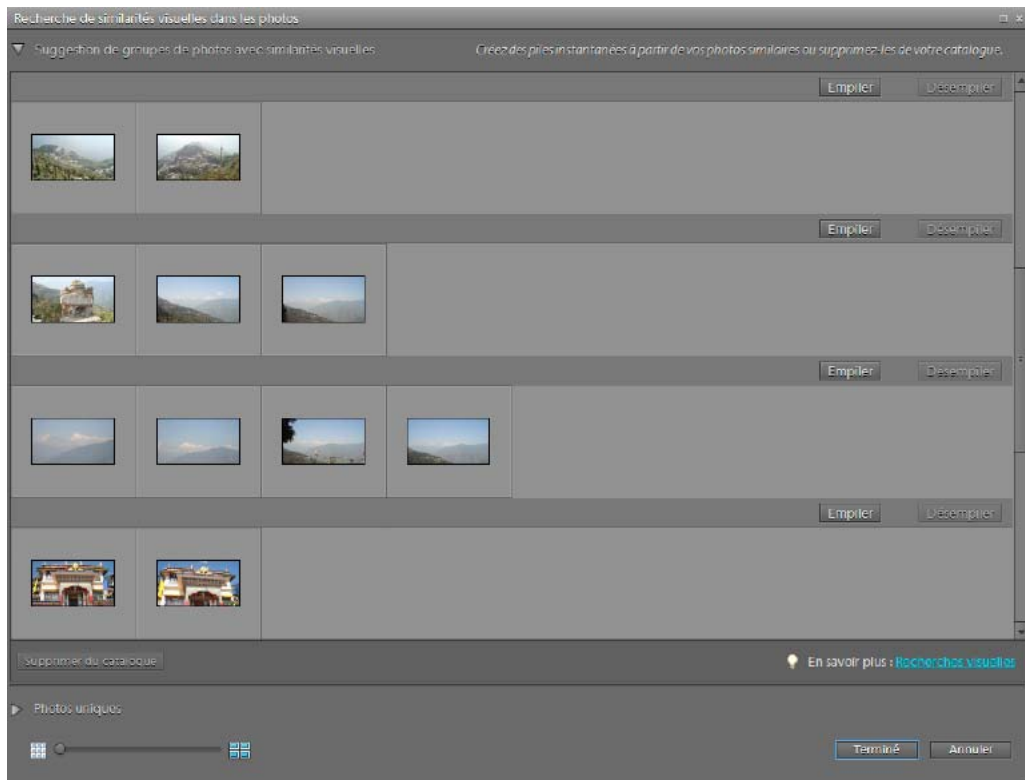 Recherche de similarités visuelles dans les photos
Suggestion de groupes de photos avec similarités visuelles
Créez des piles instantanées à partir de vos photos similaires ou supprimez-les de votre catalogue.
Empiler Désempiler
Empiler Désempiler
Empiler Désempiler
Empiler Désempiler
Supprimer du catalogue
En savoir plus : Recherches visuelles
Photos uniques
Terminé Annuler